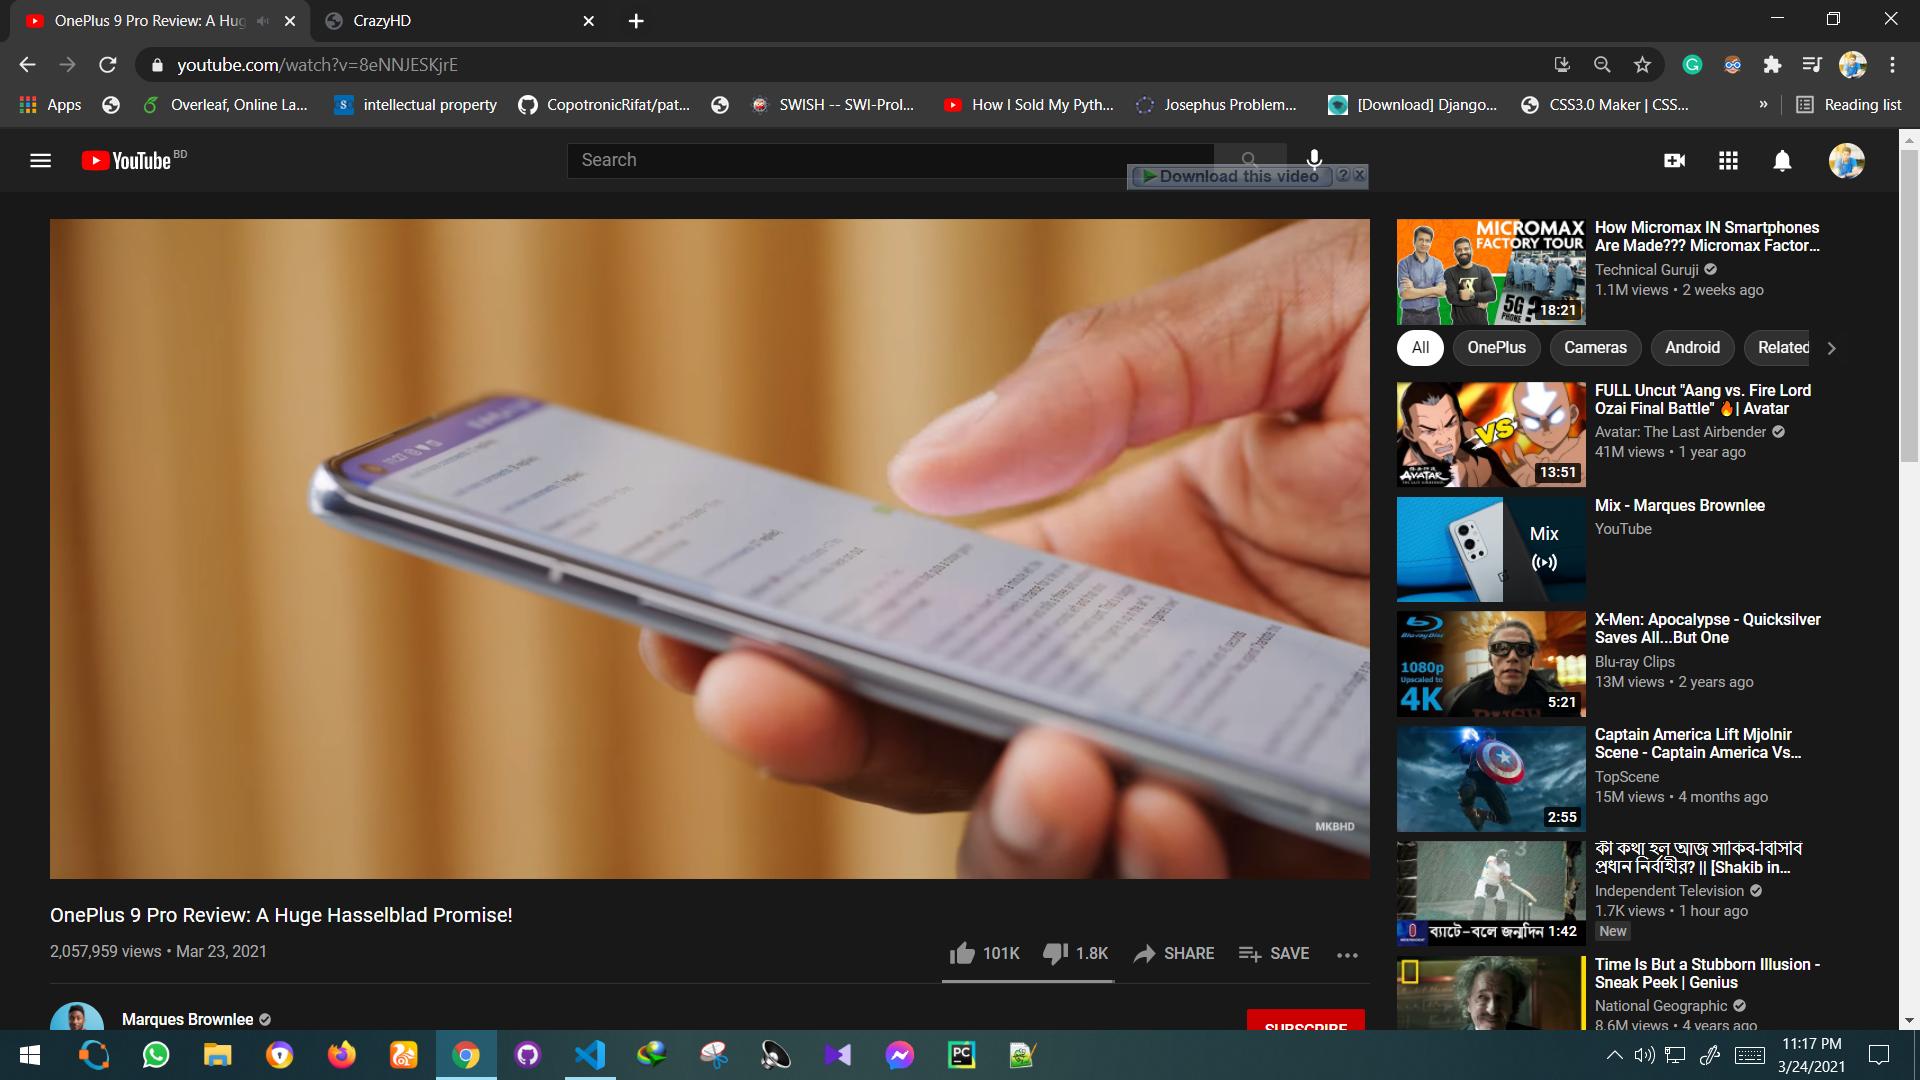 OnePlus 9 Pro Review: A Hug
CrazyHD
youtube.com/watch?v=8eNNJESKjrE
Apps
Overleaf, Online La...
intellectual property
CopotronicRifat/pat...
SWISH -- SWI-Prol...
How I Sold My Pyth...
Josephus Problem...
[Download] Django...
CSS3.0 Maker | CSS...
»
Reading list
YouTube BD
Search
Download this video ? X
MKBHD
OnePlus 9 Pro Review: A Huge Hasselblad Promise!
2,057,959 views • Mar 23, 2021
101K
1.8K
SHARE
SAVE
Marques Brownlee
SUBSCRIBE
MICROMAX
FACTORY TOUR
5G ?
PHONE
18:21
How Micromax IN Smartphones
Are Made??? Micromax Factor...
Technical Guruji
1.1M views • 2 weeks ago
All
OnePlus
Cameras
Android
Related
VS
AVATAR
13:51
FULL Uncut "Aang vs. Fire Lord
Ozai Final Battle" 🔥| Avatar
Avatar: The Last Airbender
41M views • 1 year ago
Mix
Mix - Marques Brownlee
YouTube
Blu-ray Disc
1080p
Upscaled to
4K
RUSH
5:21
X-Men: Apocalypse - Quicksilver
Saves All...But One
Blu-ray Clips
13M views • 2 years ago
2:55
Captain America Lift Mjolnir
Scene - Captain America Vs...
TopScene
15M views • 4 months ago
3
ব্যাটে-বলে জন্মদিন 1:42
কী কথা হল আজ সাকিব-বিসিবি
প্রধান নির্বাহীর? || [Shakib in...
Independent Television
1.7K views • 1 hour ago
New
Time Is But a Stubborn Illusion -
Sneak Peek | Genius
National Geographic
8.6M views • 4 years ago
PC
11:17 PM
3/24/2021